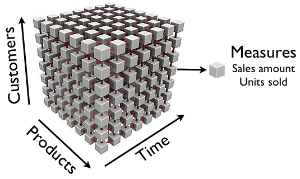 Customers
Products
Time
Measures
Sales amount
Units sold